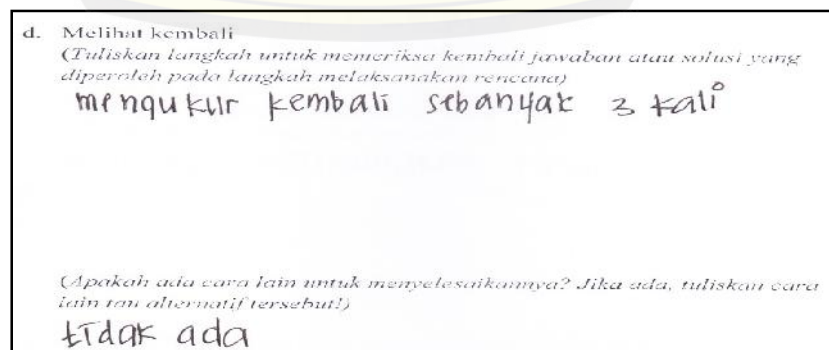 d. Melihat kembali
(Tuliskan langkah untuk memeriksa kembali jawaban atau solusi yang
diperoleh pada langkah melaksanakan rencana)
mengukur kembali sebanyak 3 kali
(Apakah ada cara lain untuk menyelesaikannya? Jika ada, tuliskan cara
lain tau alternatif tersebut!)
tidak ada